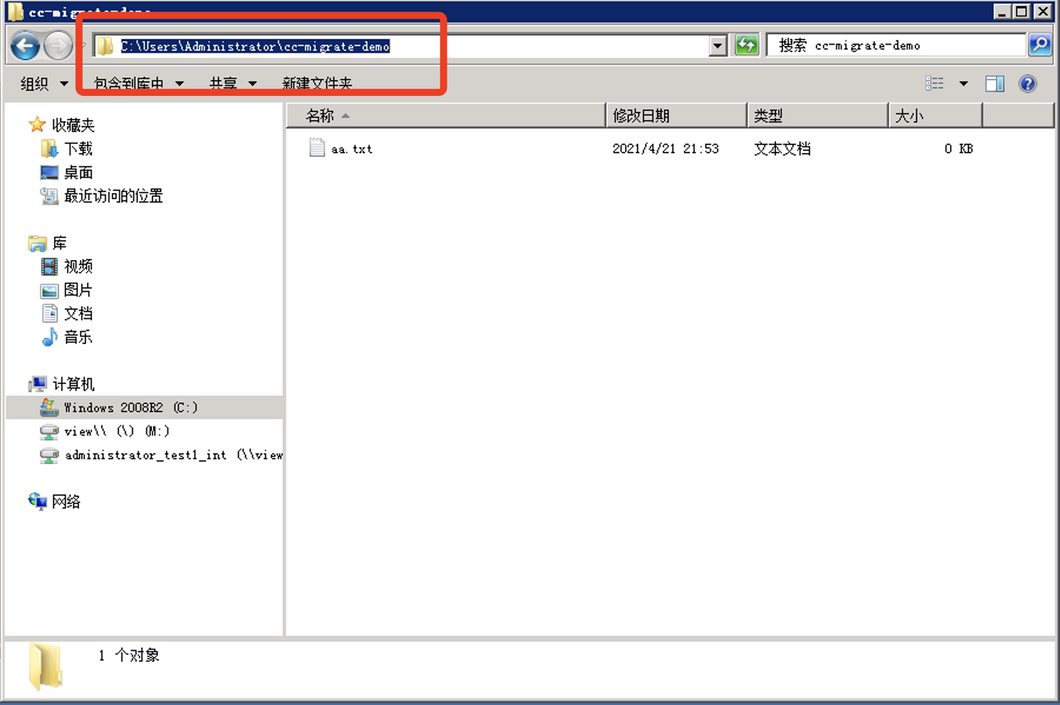 cc-migrate-demo
C:\Users\Administrator\cc-migrate-demo
搜索 cc-migrate-demo
组织 包含到库中 共享 新建文件夹
名称 修改日期 类型 大小
aa.txt 2021/4/21 21:53 文本文档 0 KB
收藏夹
下载
桌面
最近访问的位置
库
视频
图片
文档
音乐
计算机
Windows 2008R2 (C:)
view\\ (\) (M:)
administrator_test1_int (\\view
网络
1 个对象